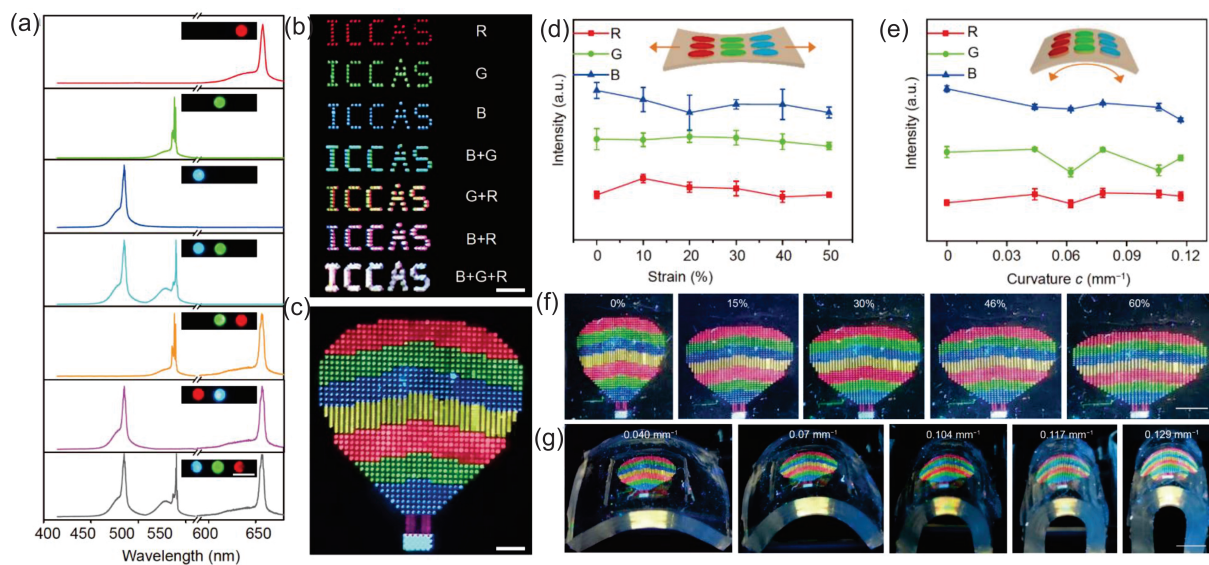 (a)
400 450 500 550 600 650
Wavelength (nm)
(b)
ICCAS R
ICCAS G
ICCAS B
ICCAS B+G
ICCAS G+R
ICCAS B+R
ICCAS B+G+R
(c)
(d)
R
G
B
Intensity (a.u.)
0 10 20 30 40 50
Strain (%)
(e)
R
G
B
Intensity (a.u.)
0.00 0.03 0.06 0.09 0.12
Curvature c (mm⁻¹)
(f)
0% 15% 30% 46% 60%
(g)
0.040 mm⁻¹ 0.07 mm⁻¹ 0.104 mm⁻¹ 0.117 mm⁻¹ 0.129 mm⁻¹